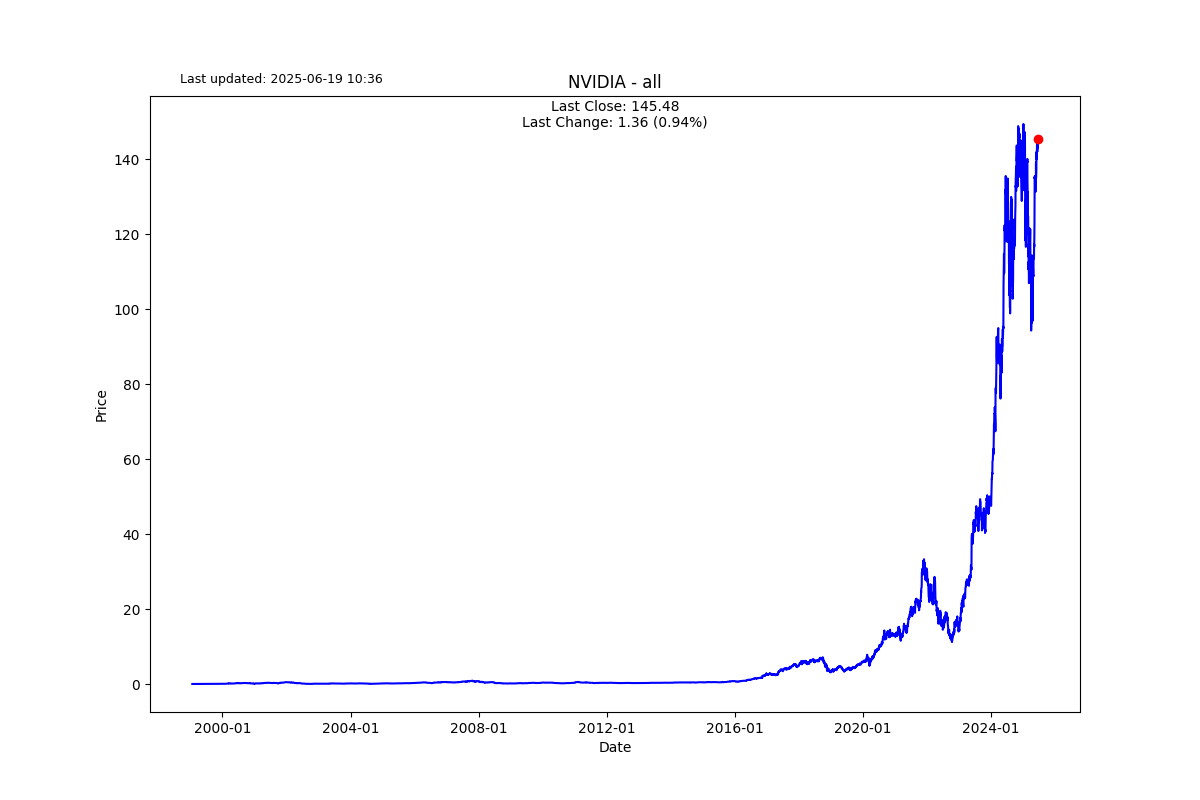 Last updated: 2025-06-19 10:36
NVIDIA - all
Last Close: 145.48
Last Change: 1.36 (0.94%)
140
120
100
80
60
40
20
0
Price
2000-01
2004-01
2008-01
2012-01
2016-01
2020-01
2024-01
Date